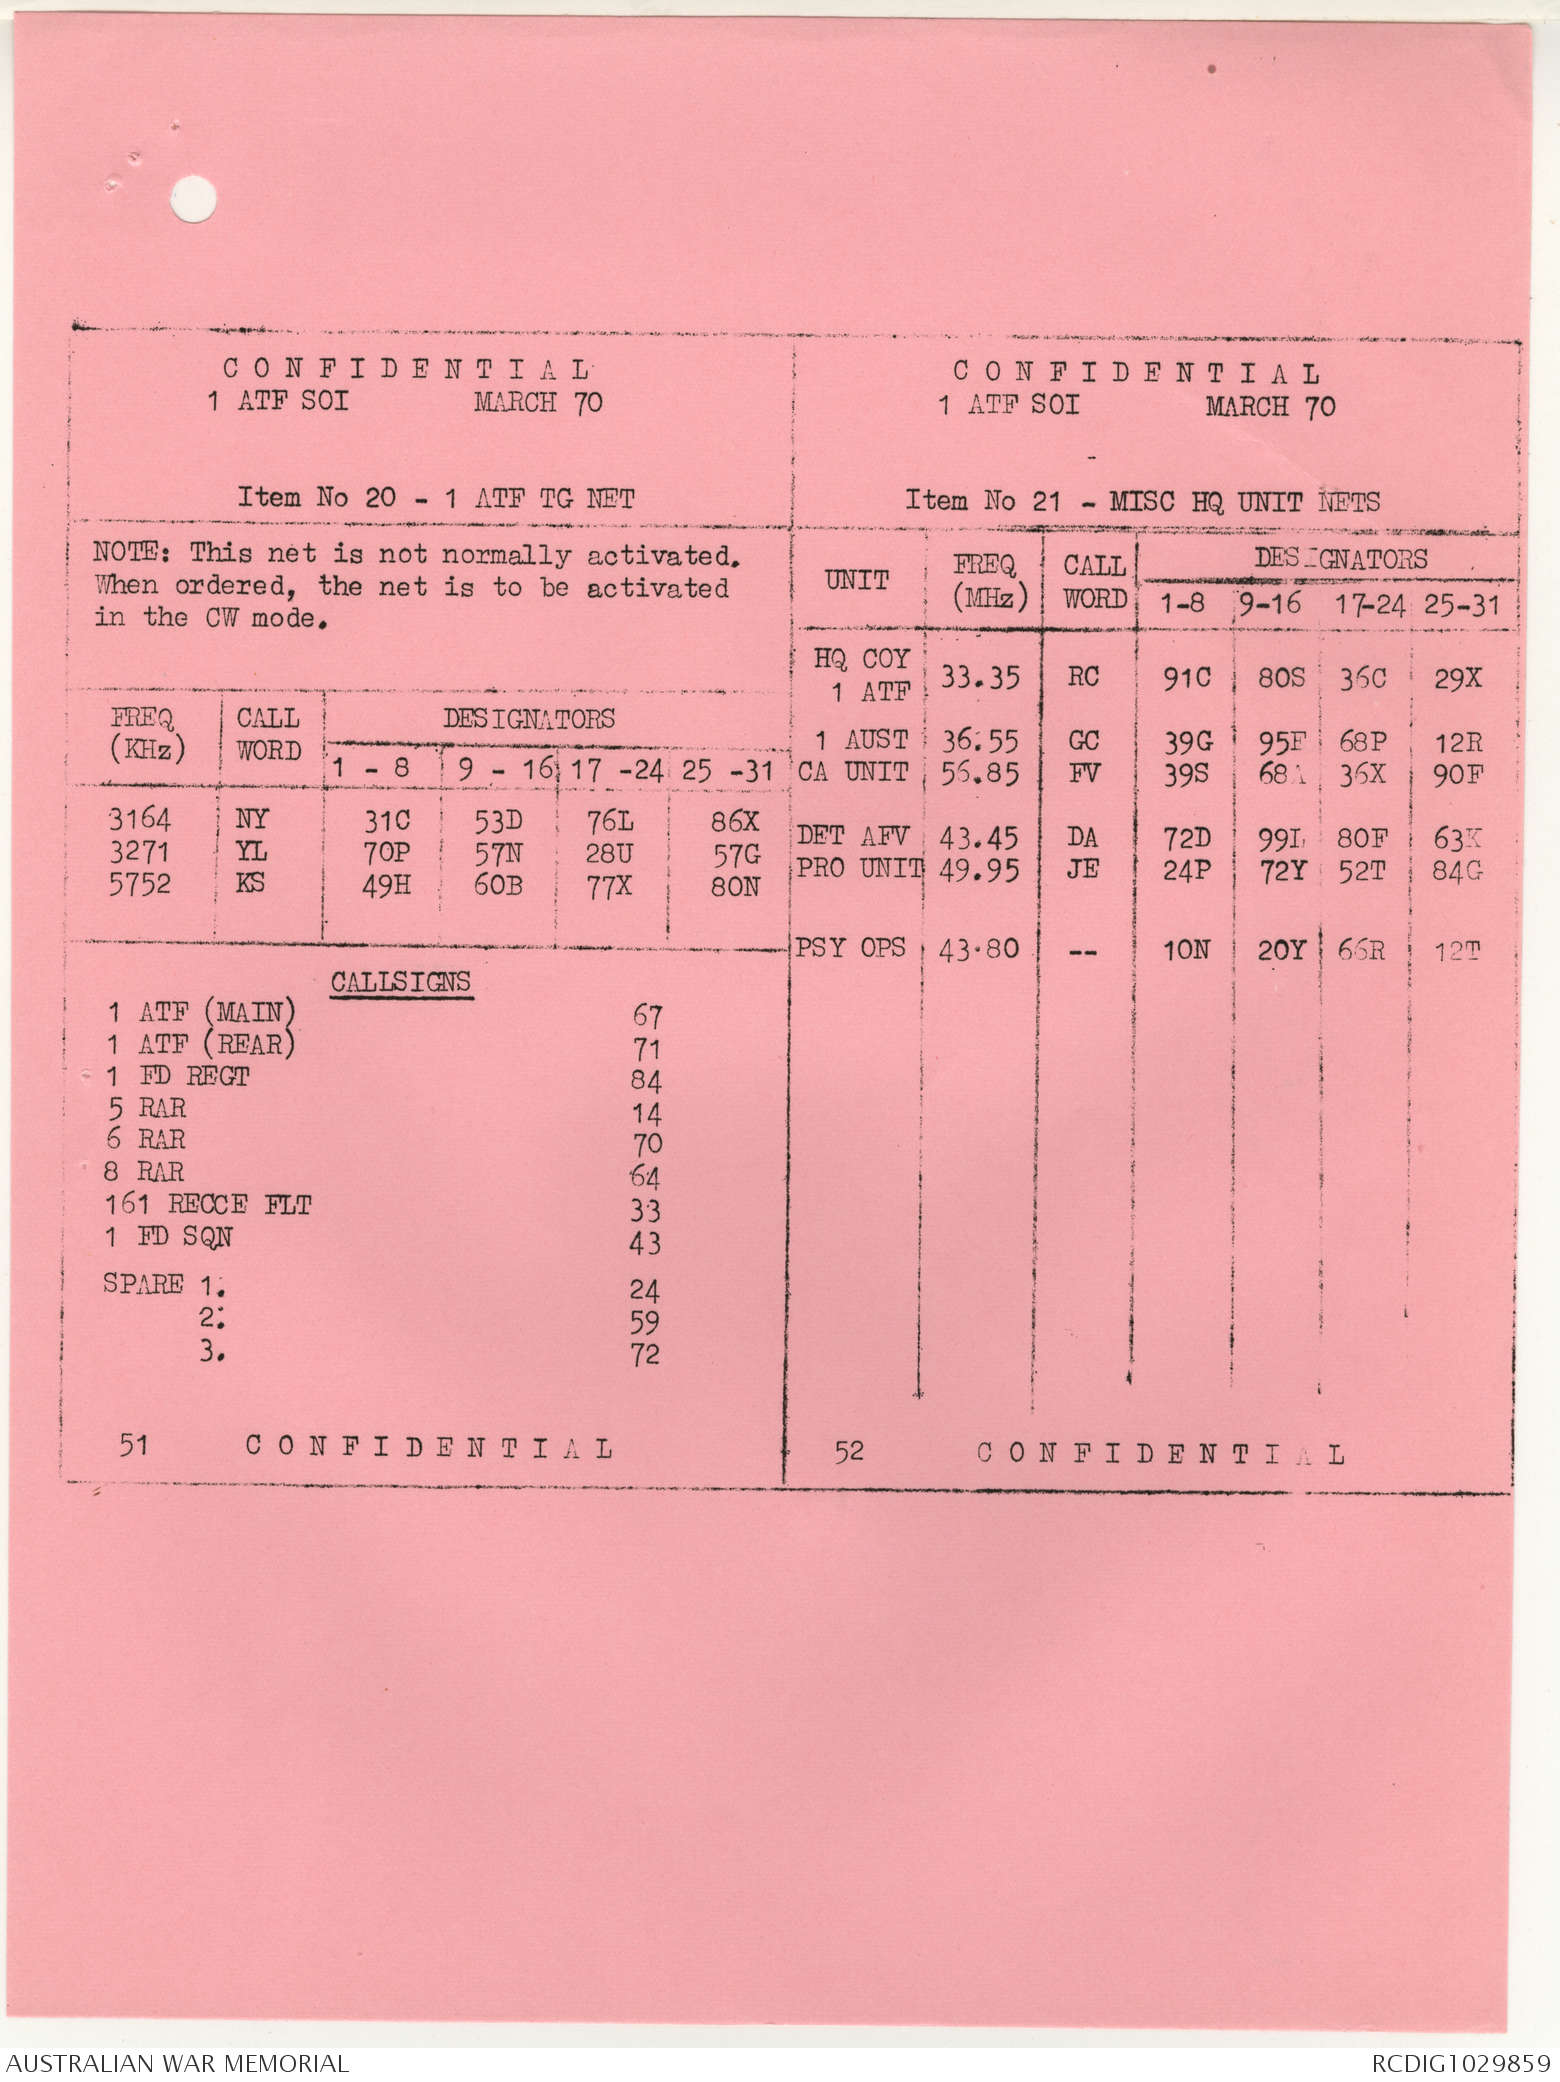 C O N F I D E N T I A L
1 ATF SOI MARCH 70
Item No 20 - 1 ATF TG NET
NOTE: This net is not normally activated.
When ordered, the net is to be activated
in the CW mode.
FREQ CALL DESIGNATORS
(KHz) WORD 1 - 8 9 - 16 17 -24 25 -31
3164 NY 31C 53D 76L 86X
3271 YL 70P 57N 28U 57G
5752 KS 49H 60B 77X 80N
CALLSIGNS
1 ATF (MAIN) 67
1 ATF (REAR) 71
1 FD REGT 84
5 RAR 14
6 RAR 70
8 RAR 64
161 RECCE FLT 33
1 FD SQN 43
SPARE 1. 24
2. 59
3. 72
51 C O N F I D E N T I A L
C O N F I D E N T I A L
1 ATF SOI MARCH 70
Item No 21 - MISC HQ UNIT NETS
UNIT FREQ CALL DESIGNATORS
(MHz) WORD 1-8 9-16 17-24 25-31
HQ COY
1 ATF 33.35 RC 91C 80S 36C 29X
1 AUST 36.55 GC 39G 95F 68P 12R
CA UNIT 56.85 FV 39S 68A 36X 90F
DET AFV 43.45 DA 72D 99L 80F 63K
PRO UNIT 49.95 JE 24P 72Y 52T 84G
PSY OPS 43.80 -- 10N 20Y 66R 12T
52 C O N F I D E N T I A L
AUSTRALIAN WAR MEMORIAL RCDIG1029859